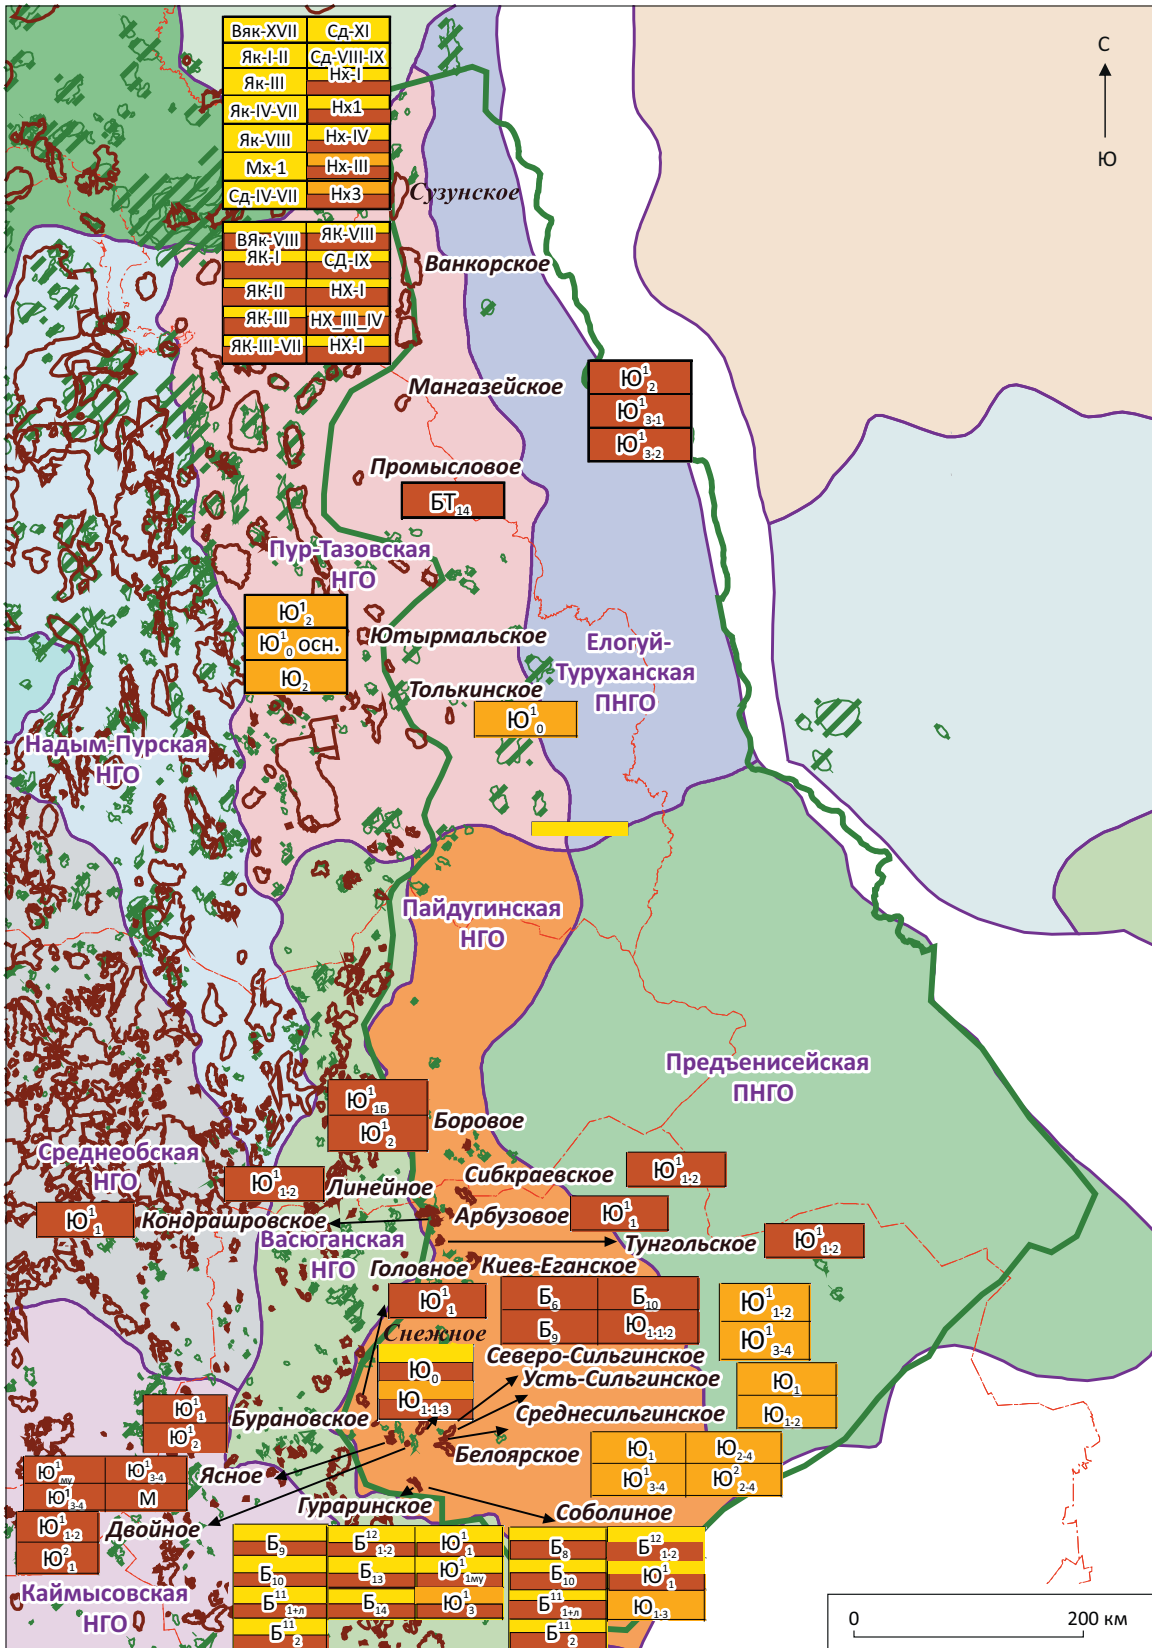 Вяк-XVII Сд-XI
Як-I-II Сд-VIII-IX
Як-III Нх-I
Як-IV-VII Нх1
Як-VIII Нх-IV
Мх-1 Нх-III
Сд-IV-VII Нх3
С
Ю
Сузунское
ВЯк-VIII ЯК-VIII
ЯК-I СД-IX
ЯК-II НХ-I
ЯК-III НХ_III_IV
ЯК-III-VII НХ-I
Ванкорское
Мангазейское
Ю¹₂
Ю¹₃₋₁
Ю¹₃₋₂
Промысловое
БТ₁₄
Пур-Тазовская
НГО
Ю¹₂
Ю¹₀ осн.
Ю₂
Ютырмальское
Толькинское
Ю¹₀
Елогуй-
Туруханская
ПНГО
Надым-Пурская
НГО
Пайдугинская
НГО
Предъенисейская
ПНГО
Ю¹₁Б
Ю¹₂
Боровое
Среднеобская
НГО
Ю¹₁₋₂
Линейное
Сибкраевское
Ю¹₁₋₂
Ю¹₁
Кондрашровское
Арбузовое
Ю¹₁
Васюганская
НГО
Тунгольское
Ю¹₁₋₂
Головное
Ю¹₁
Киев-Еганское
Б₆ Б₁₀
Б₉ Ю₁₋₁₋₂
Ю¹₁₋₂
Ю¹₃₋₄
Снежное
Ю₀
Ю₁₋₁₋₃
Северо-Сильгинское
Усть-Сильгинское
Ю₁
Ю₁₋₂
Среднесильгинское
Белоярское
Ю₁ Ю₂₋₄
Ю¹₃₋₄ Ю²₂₋₄
Ю¹₁
Ю¹₂
Бурановское
Ю¹му Ю¹₃₋₄
Ю¹₃₋₄ М
Ясное
Гураринское
Соболиное
Ю¹₁₋₂
Ю²₁
Двойное
Каймысовская
НГО
Б₉ Б¹²₁₋₂ Ю¹₁
Б₁₀ Б₁₃ Ю¹₁му
Б¹¹₁₊л Б₁₄ Ю¹₃
Б¹¹₂
Б₈ Б¹²₁₋₂
Б₁₀ Ю¹₁
Б¹¹₁₊л Ю₁₋₃
Б¹¹₂
0 200 км